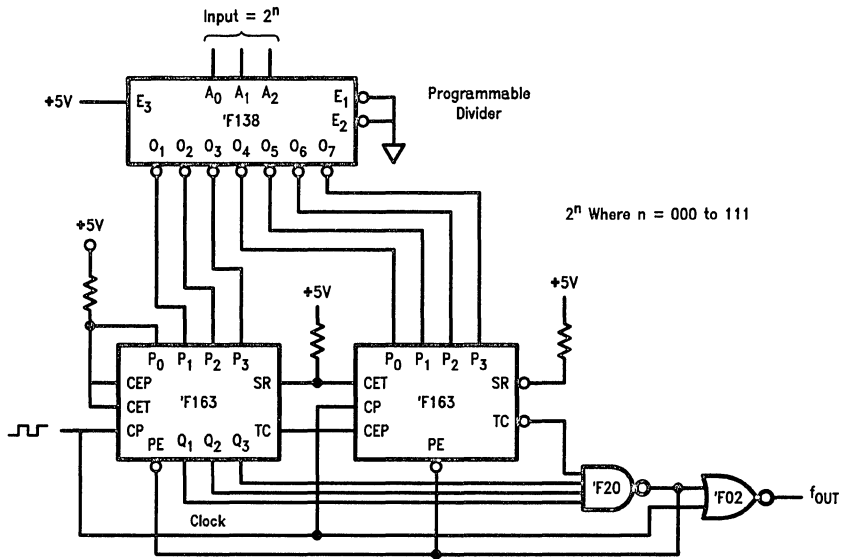 Input = 2ⁿ
+5V
E₃ A₀ A₁ A₂ E₁
'F138 E₂
O₁ O₂ O₃ O₄ O₅ O₆ O₇
Programmable
Divider
2ⁿ Where n = 000 to 111
+5V
+5V
+5V
P₀ P₁ P₂ P₃
CEP SR
CET 'F163
CP TC
PE Q₁ Q₂ Q₃
P₀ P₁ P₂ P₃
CET SR
CP 'F163
CEP TC
PE
Clock
'F20
'F02
fOUT